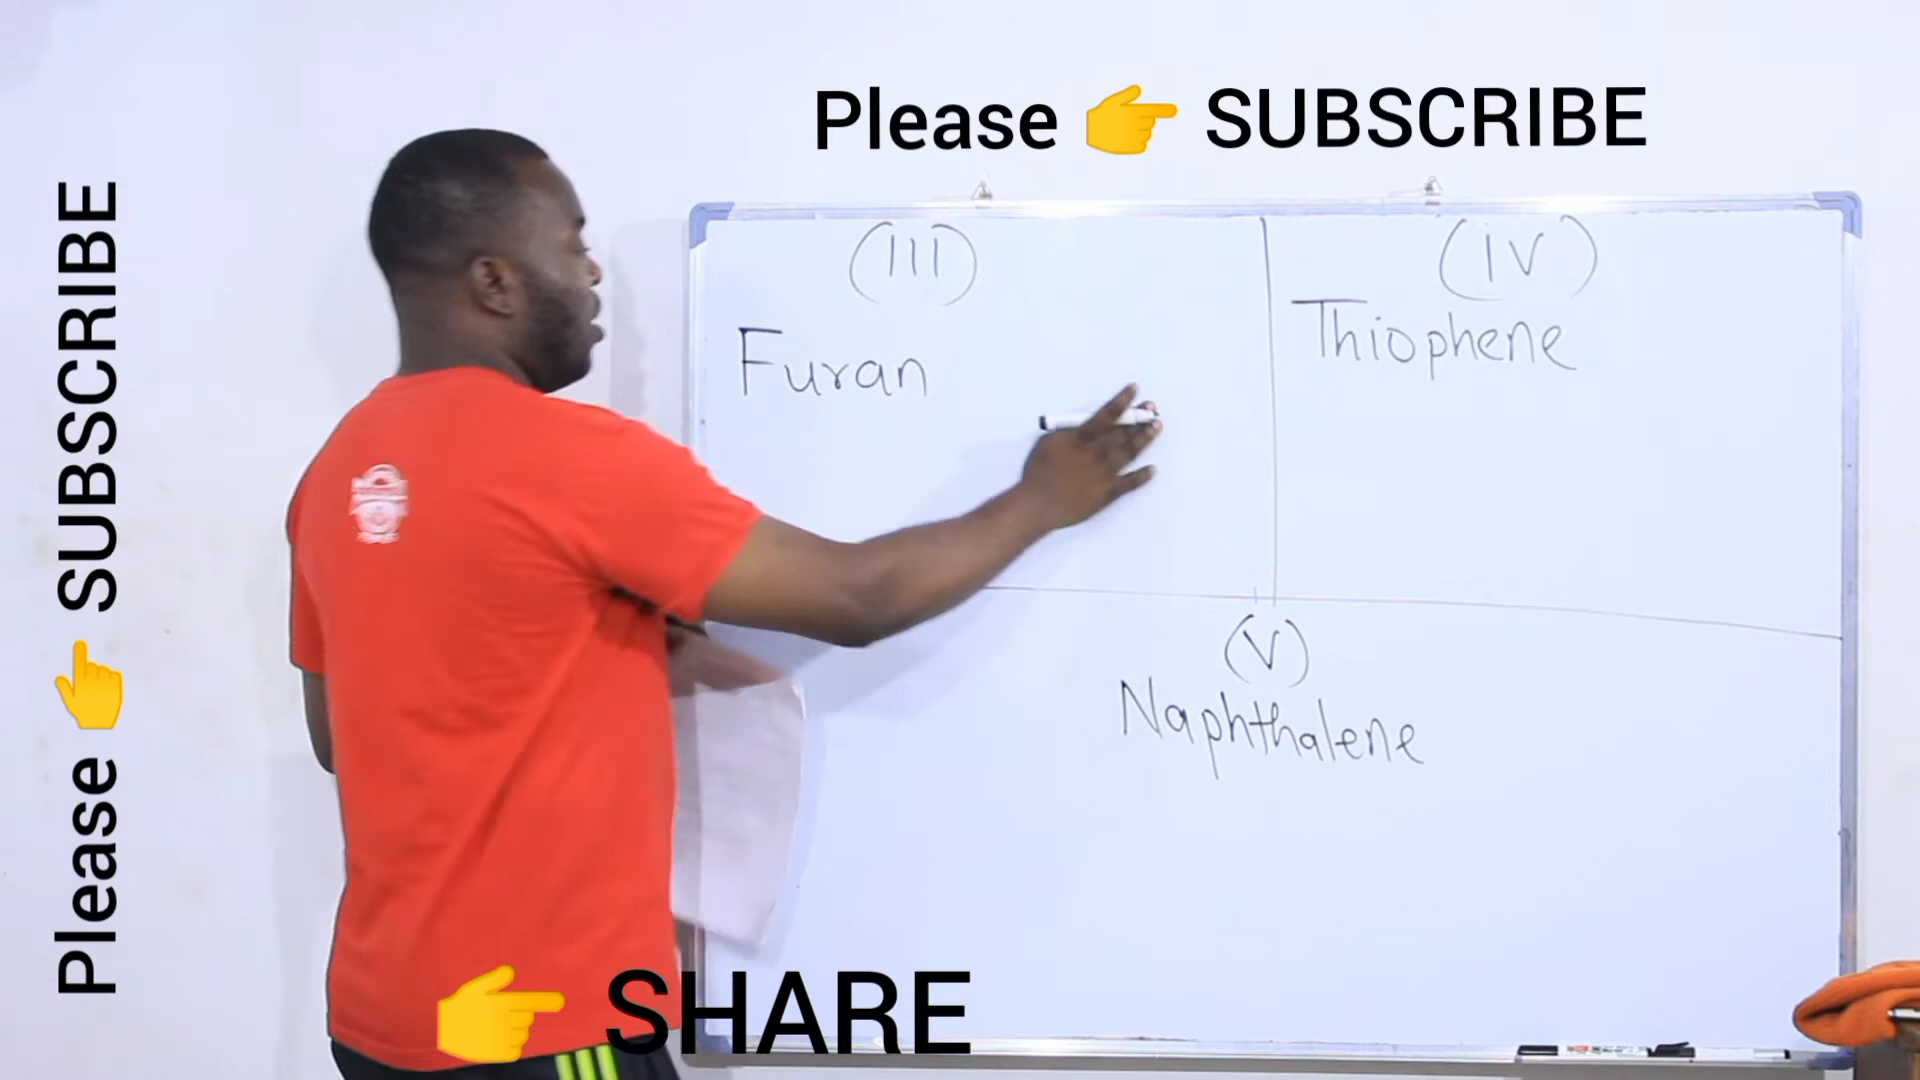 Please 👉 SUBSCRIBE
Please 👉 SUBSCRIBE
(III)
Furan
(iv)
Thiophene
(V)
Naphthalene
👉 SHARE